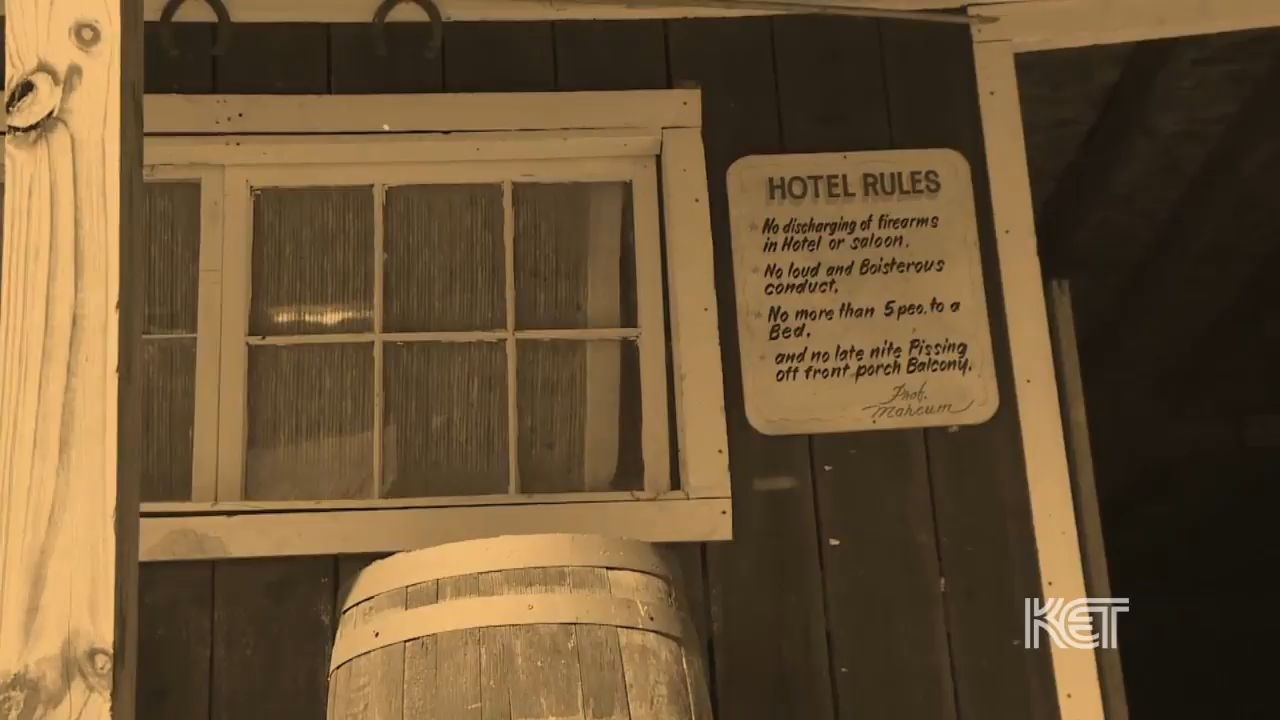 HOTEL RULES
No discharging of firearms
in Hotel or saloon.
No loud and Boisterous
conduct.
No more than 5 peo. to a
Bed.
and no late nite Pissing
off front porch Balcony.
Prof.
Maheum
KET